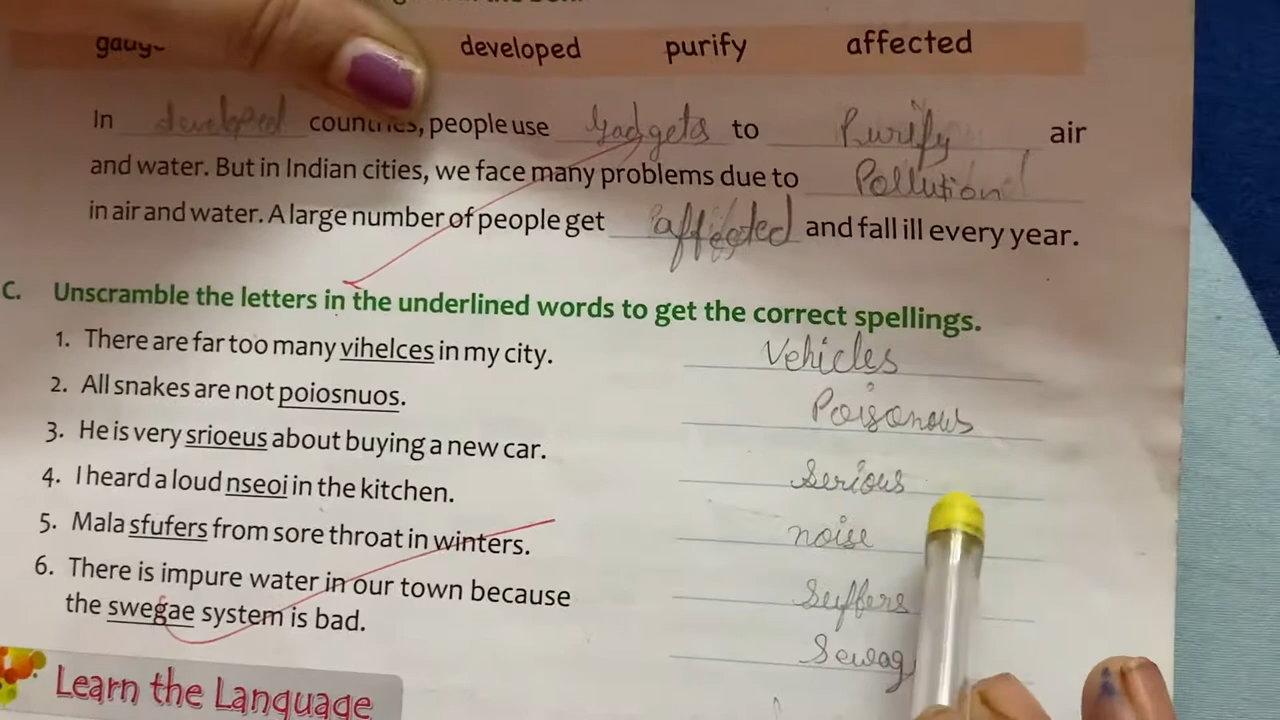 developed purify affected
In developed countries, people use Gadgets to Purify air
and water. But in Indian cities, we face many problems due to Pollution
in air and water. A large number of people get affected and fall ill every year.
C. Unscramble the letters in the underlined words to get the correct spellings.
1. There are far too many vihelces in my city. Vehicles
2. All snakes are not poiosnuos. Poisonous
3. He is very srioeus about buying a new car. Serious
4. I heard a loud nseoi in the kitchen. noise
5. Mala sfufers from sore throat in winters. Suffers
6. There is impure water in our town because
the swegae system is bad. Sewag
Learn the Language